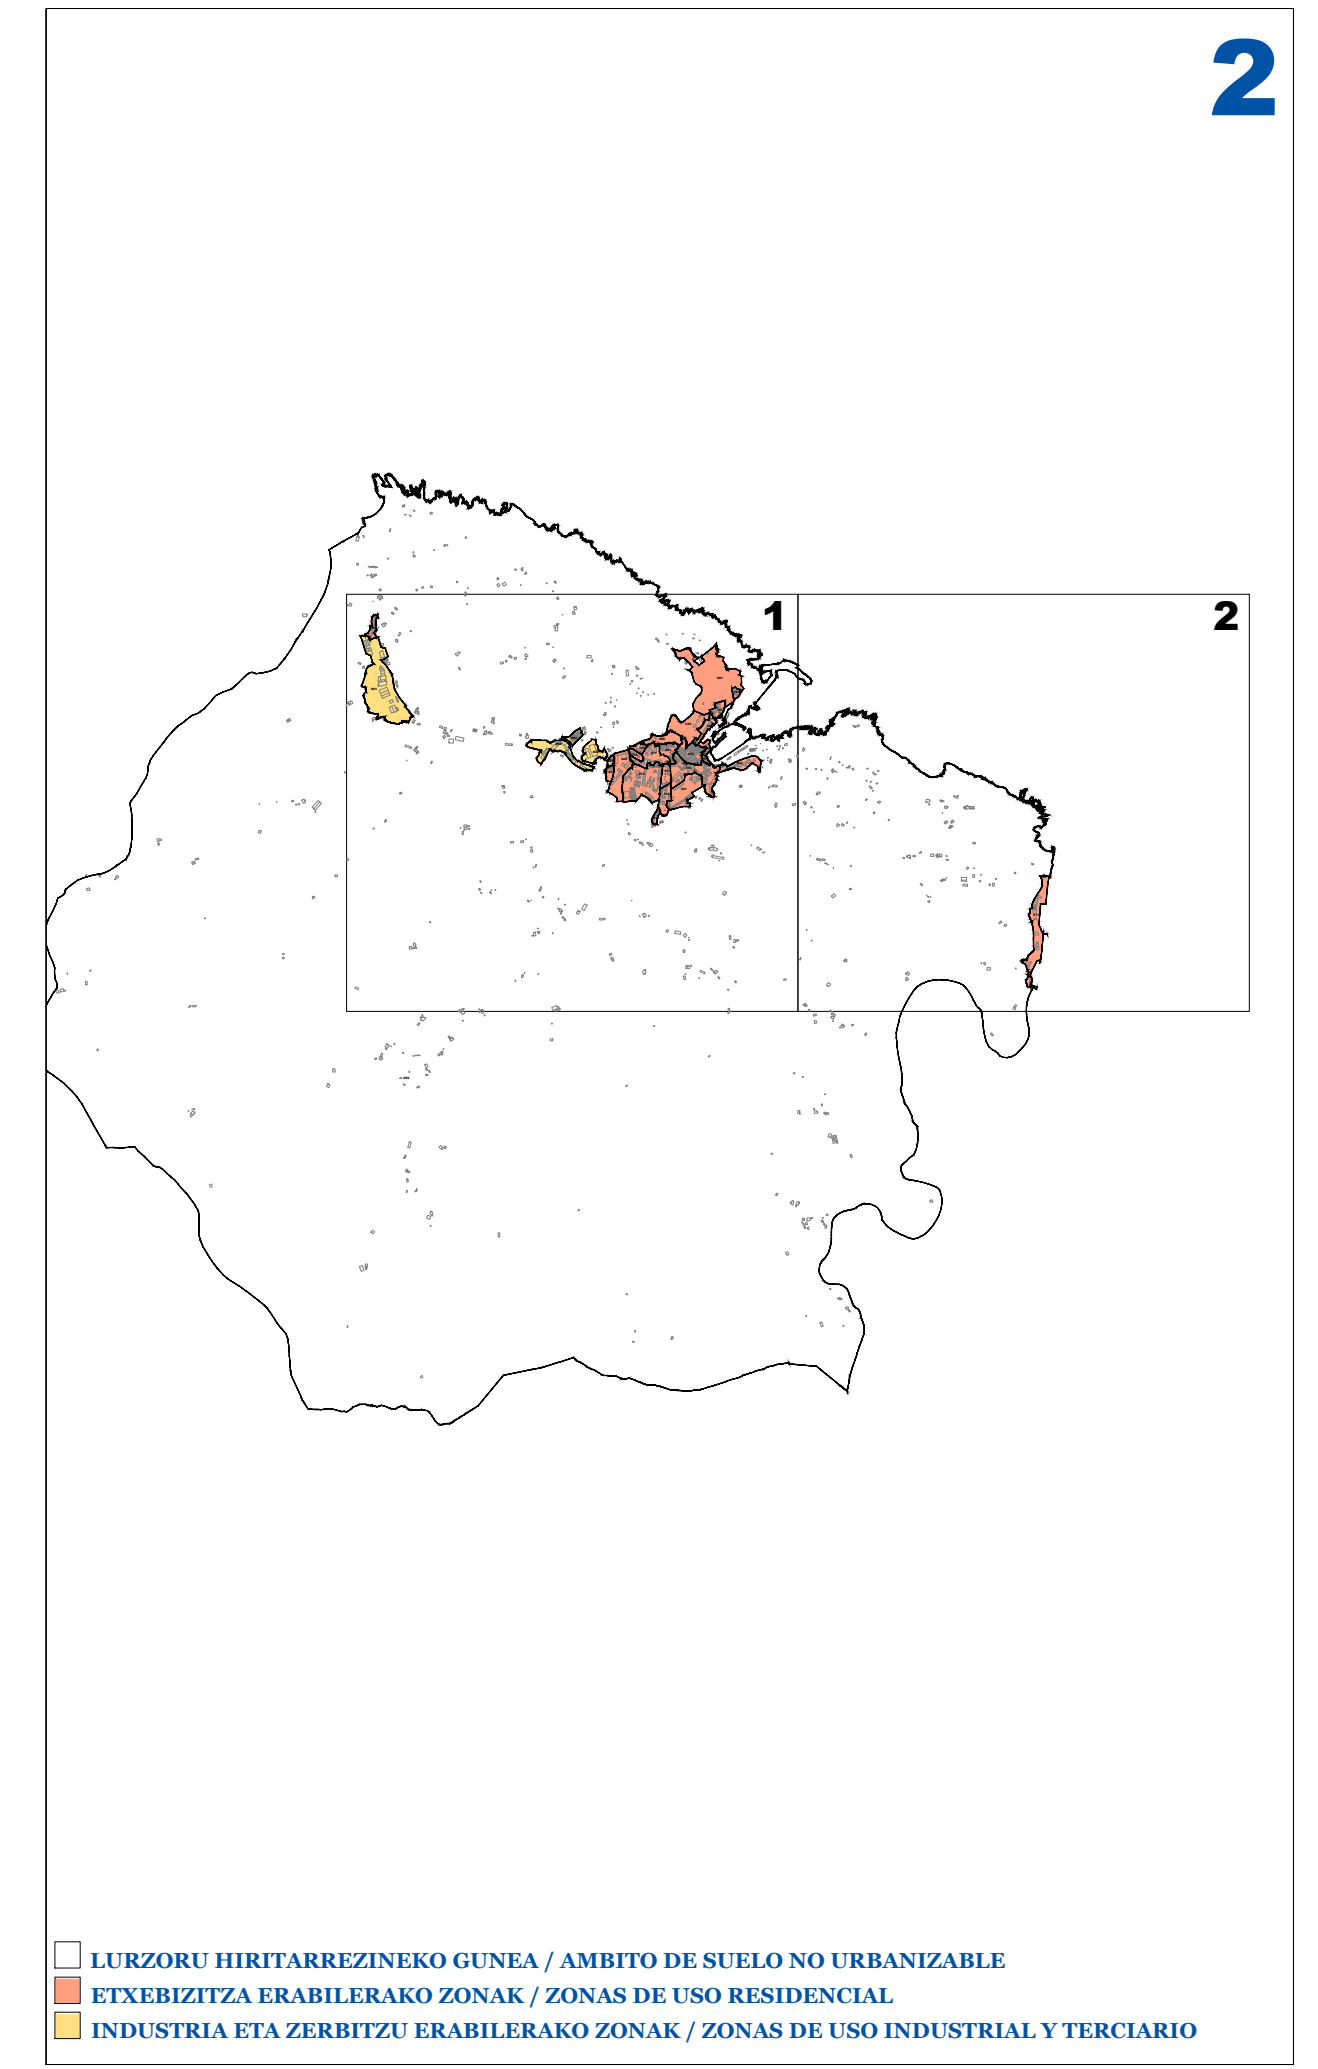 2
1
2
LURZORU HIRITARREZINEKO GUNEA / AMBITO DE SUELO NO URBANIZABLE
ETXEBIZITZA ERABILERAKO ZONAK / ZONAS DE USO RESIDENCIAL
INDUSTRIA ETA ZERBITZU ERABILERAKO ZONAK / ZONAS DE USO INDUSTRIAL Y TERCIARIO